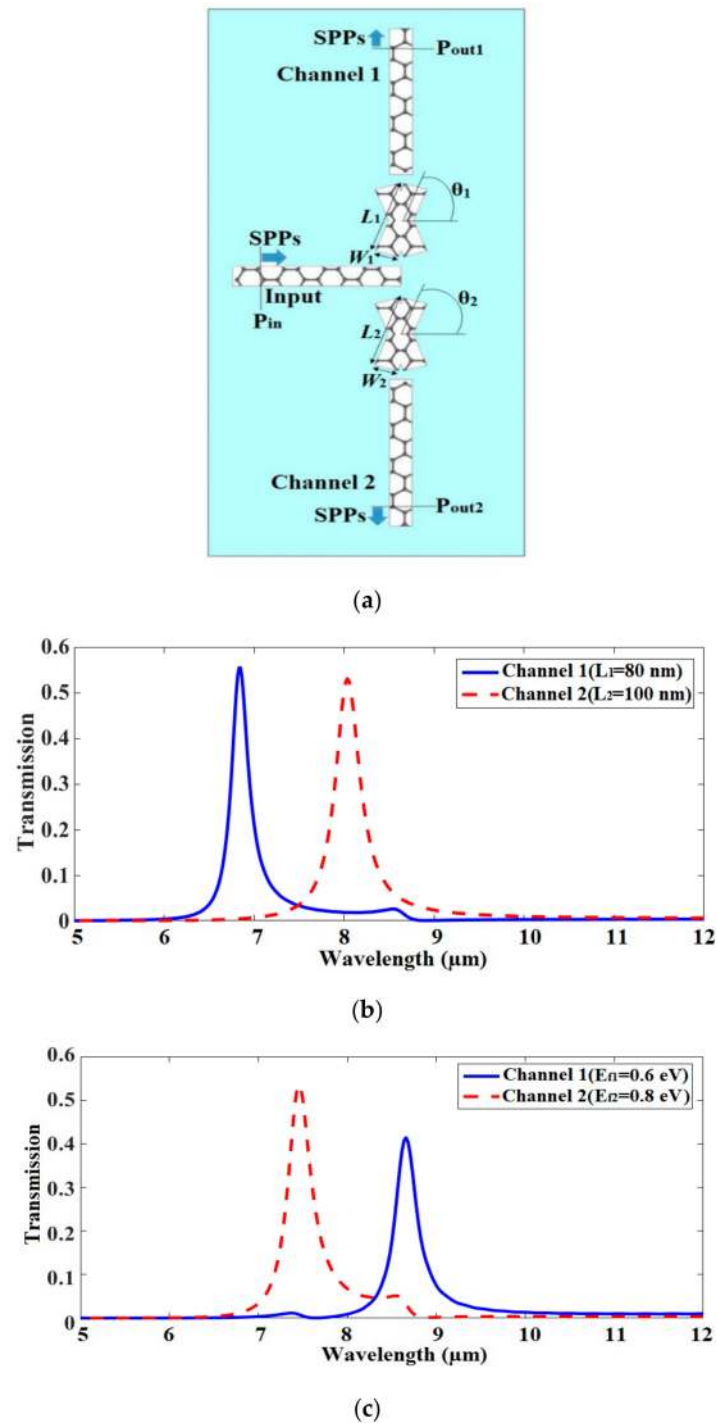 SPPs
Pout1
Channel 1
θ1
L1
SPPs
W1
Input
θ2
Pin
L2
W2
Channel 2
Pout2
SPPs
(a)
0.6
Channel 1(L1=80 nm)
0.5
Channel 2(L2=100 nm)
0.4
0.3
0.2
0.1
0
5 6 7 8 9 10 11 12
Transmission
Wavelength (μm)
(b)
0.6
Channel 1(Ef1=0.6 eV)
0.5
Channel 2(Ef2=0.8 eV)
0.4
0.3
0.2
0.1
0
5 6 7 8 9 10 11 12
Transmission
Wavelength (μm)
(c)